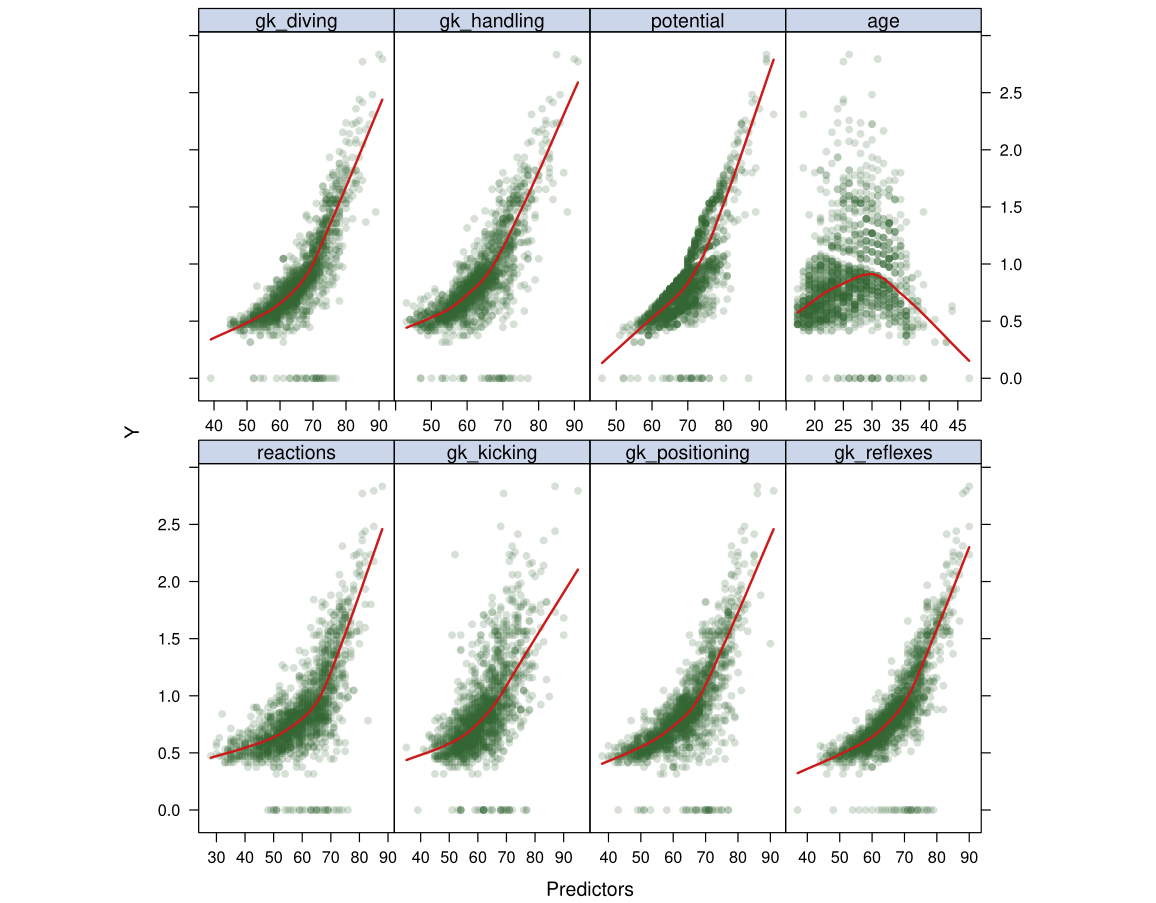 gk_diving gk_handling potential age
2.5
2.0
1.5
1.0
0.5
0.0
40 50 60 70 80 90 50 60 70 80 90 50 60 70 80 90 20 25 30 35 40 45
Y
reactions gk_kicking gk_positioning gk_reflexes
2.5
2.0
1.5
1.0
0.5
0.0
30 40 50 60 70 80 90 40 50 60 70 80 90 40 50 60 70 80 90 40 50 60 70 80 90
Predictors